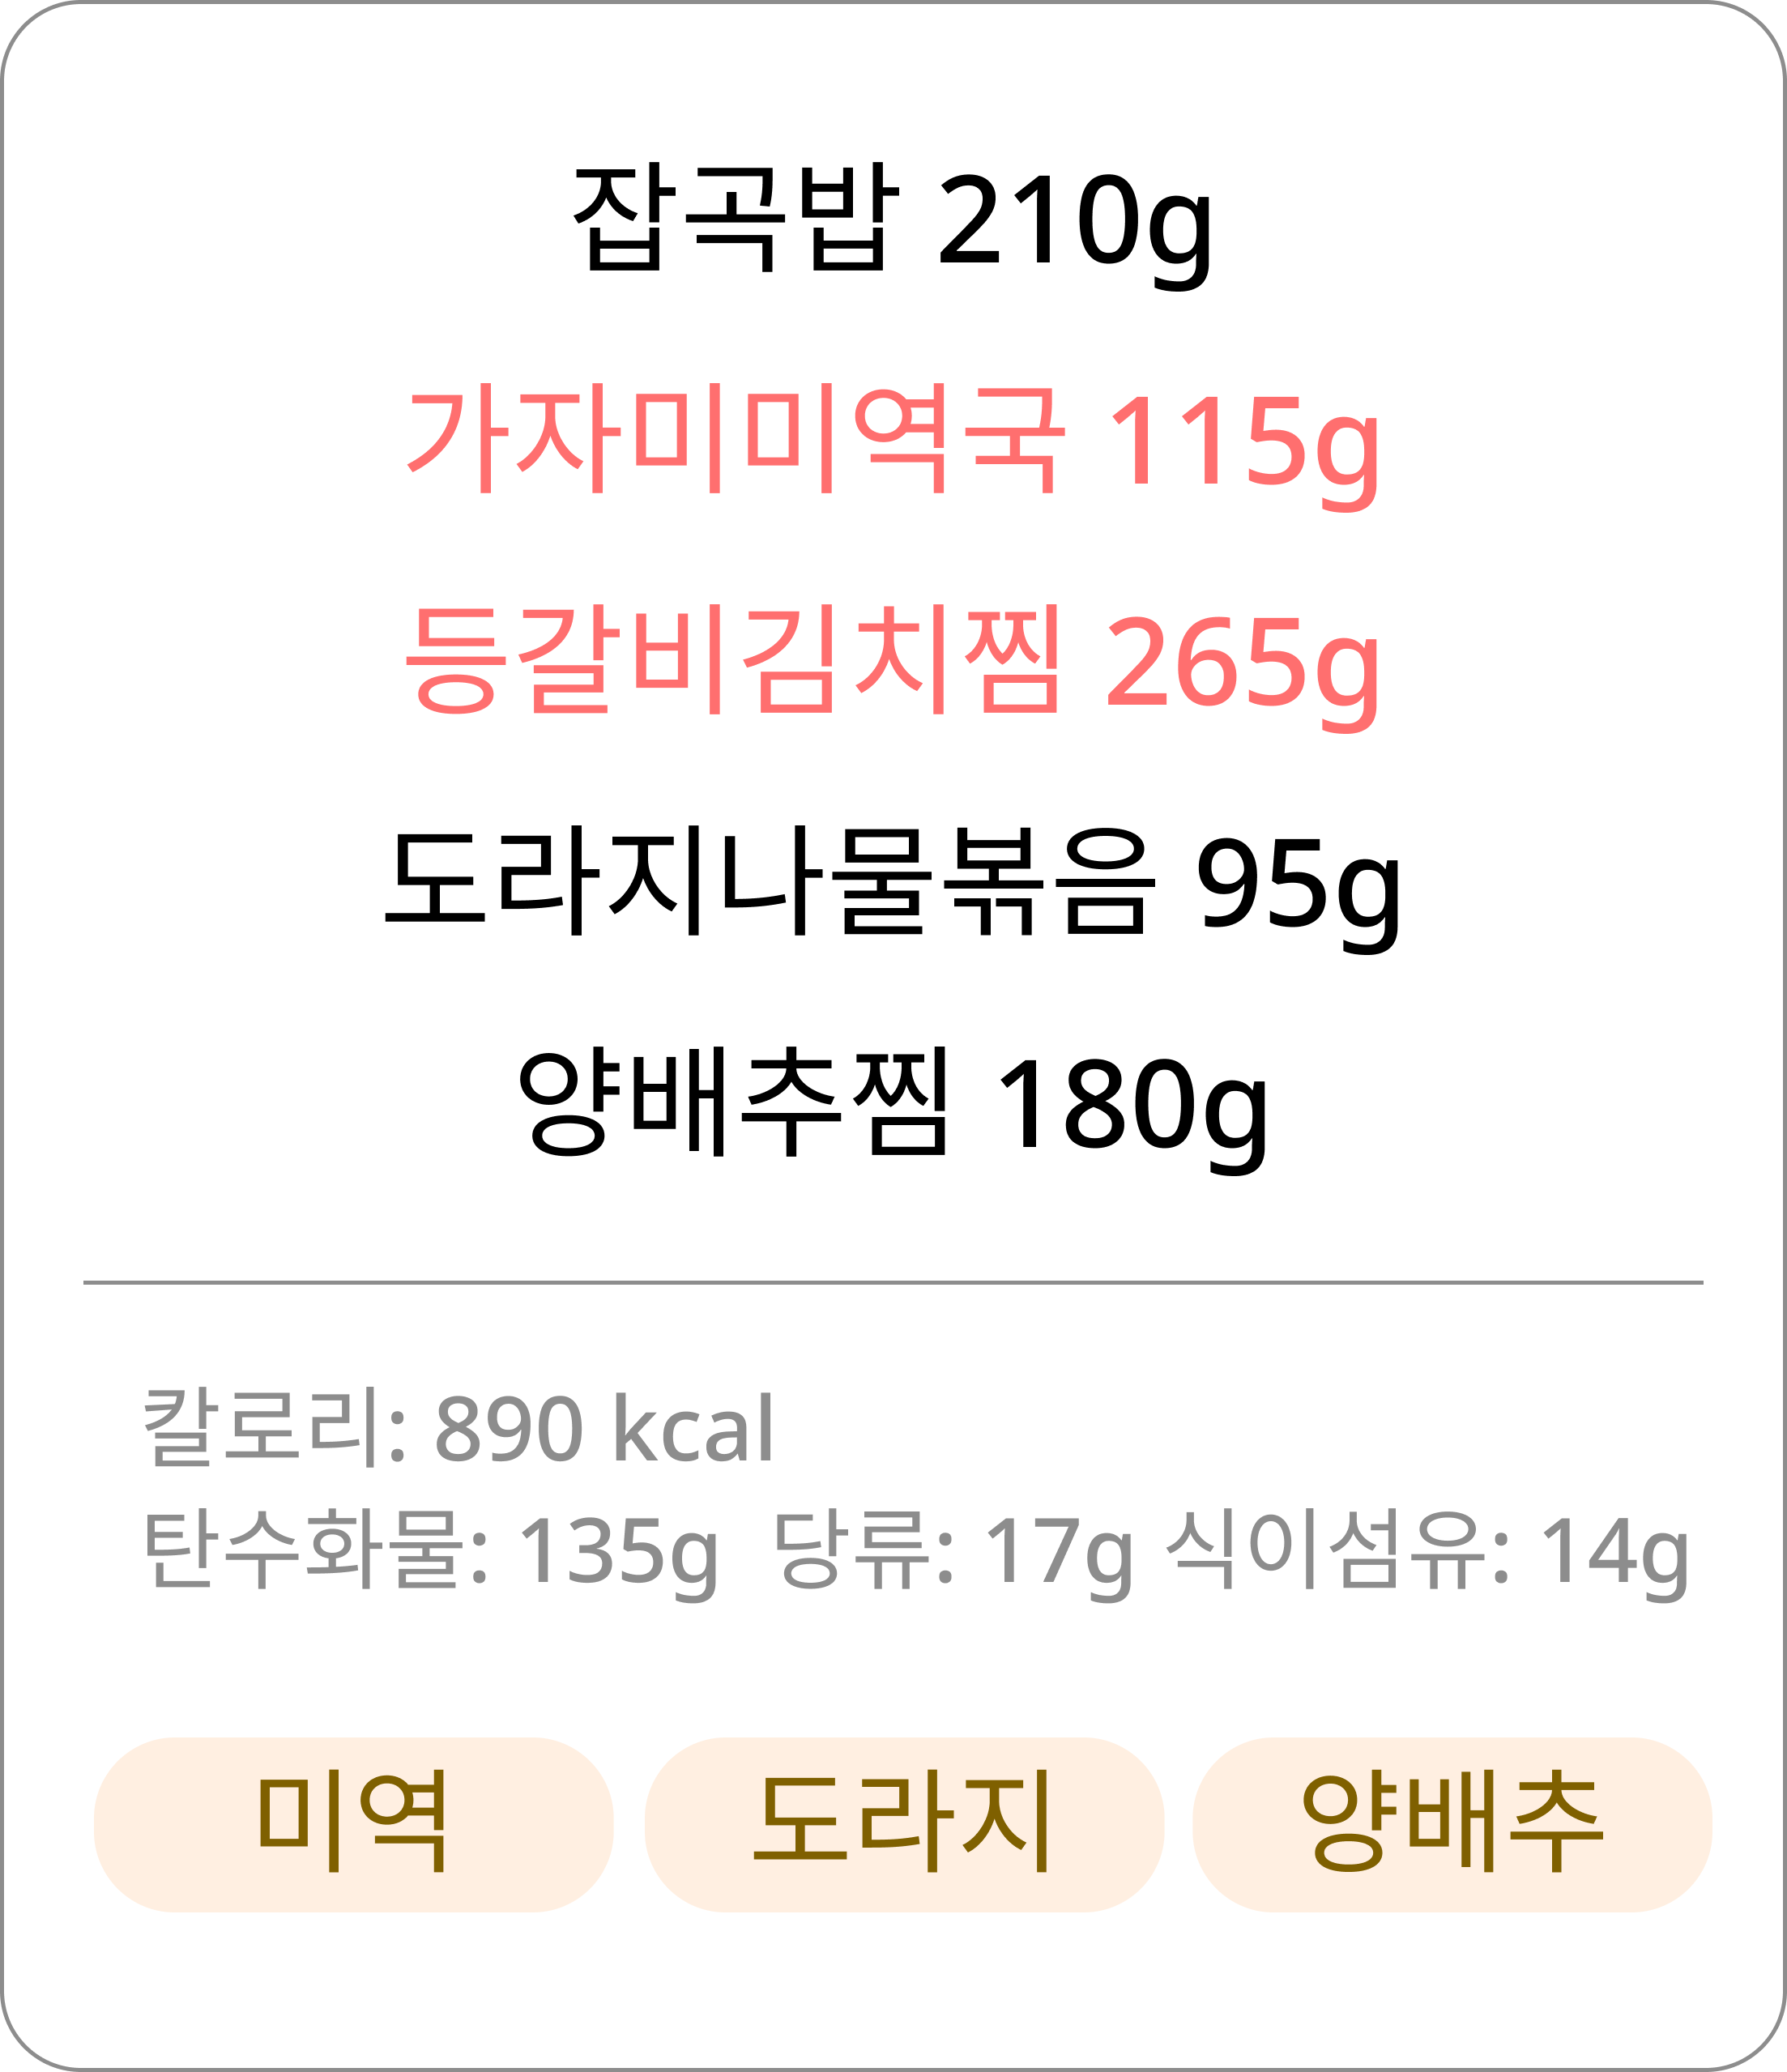 잡곡밥 210g
가자미미역국 115g
등갈비김치찜 265g
도라지나물볶음 95g
양배추찜 180g
칼로리: 890 kcal
탄수화물: 135g 당류: 17g 식이섬유: 14g
미역 도라지 양배추